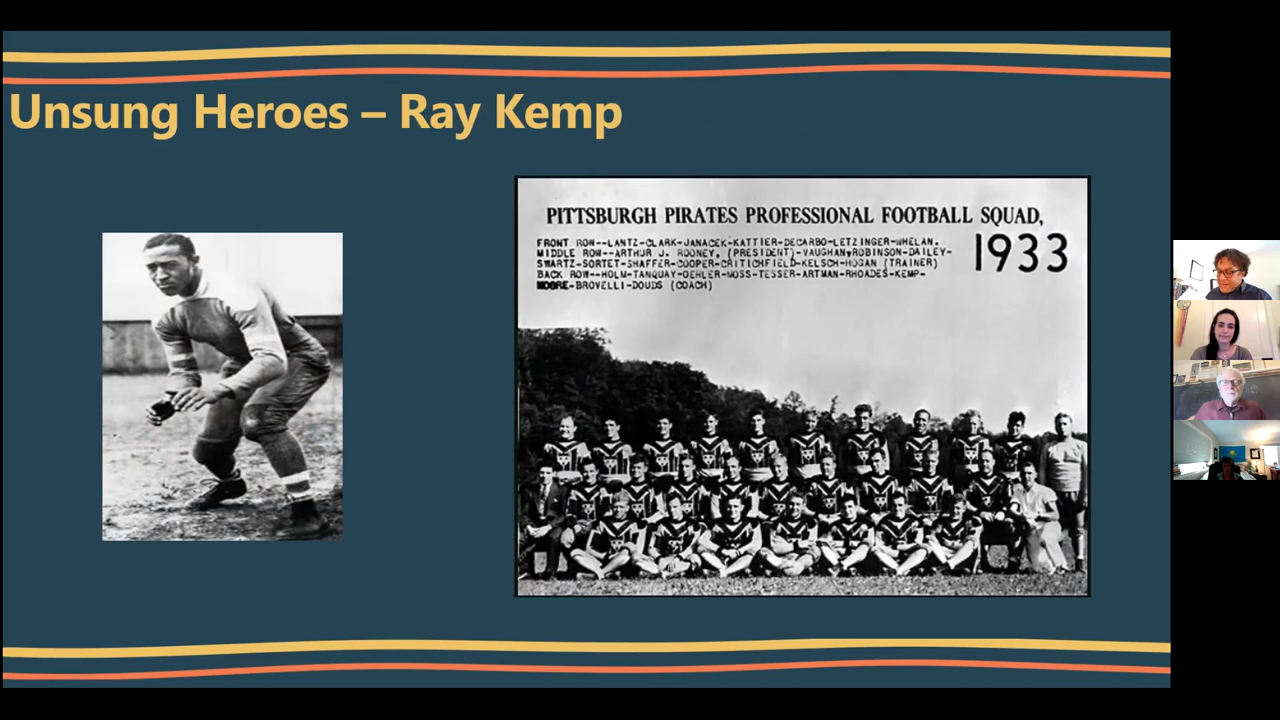 Unsung Heroes – Ray Kemp
PITTSBURGH PIRATES PROFESSIONAL FOOTBALL SQUAD,
1933
FRONT ROW--LANTZ-CLARK-JANACEK-KATTIER-DECARBO-LETZINGER-WHELAN.
MIDDLE ROW--ARTHUR J. ROONEY, (PRESIDENT)-VAUGHAN-ROBINSON-DAILEY-
SWARTZ-SORTET-SHAFFER-COOPER-CRITICHFIELD-KELSCH-HOGAN (TRAINER)
BACK ROW--HOLM-TANQUAY-OEHLER-MOSS-TESSER-ARTMAN-RHOADES-KEMP-
MOORE-BROVELLI-DOUDS (COACH)